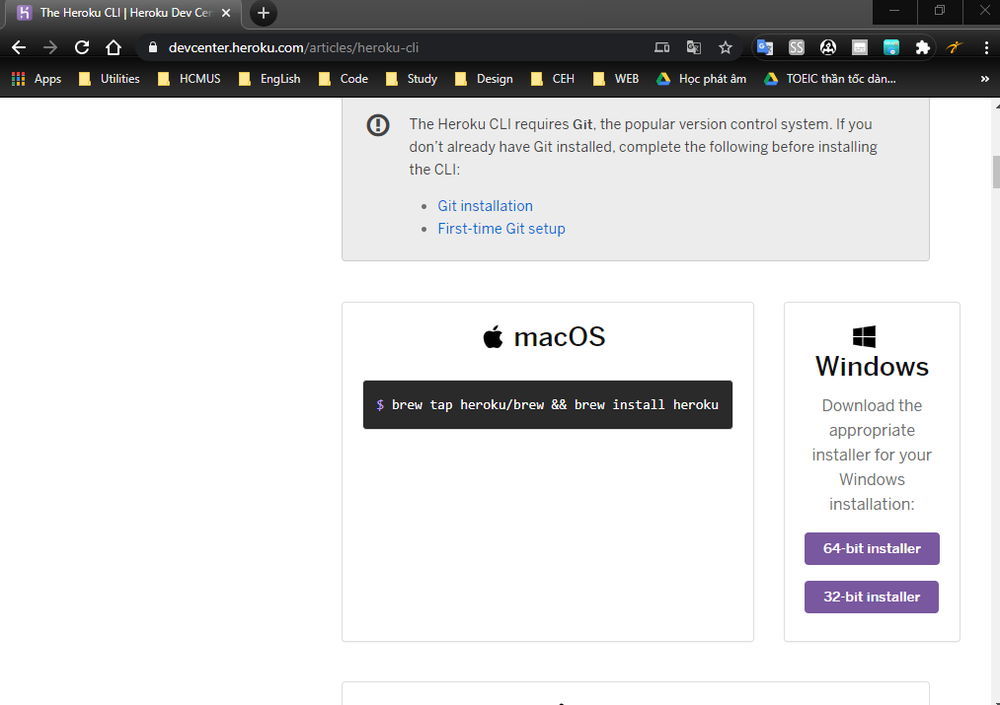 The Heroku CLI | Heroku Dev Cen
devcenter.heroku.com/articles/heroku-cli
SS
Apps
Utilities
HCMUS
EngLish
Code
Study
Design
CEH
WEB
Học phát âm
TOEIC thần tốc dàn...
»
The Heroku CLI requires Git, the popular version control system. If you
don't already have Git installed, complete the following before installing
the CLI:
• Git installation
• First-time Git setup
macOS
$ brew tap heroku/brew && brew install heroku
Windows
Download the
appropriate
installer for your
Windows
installation:
64-bit installer
32-bit installer